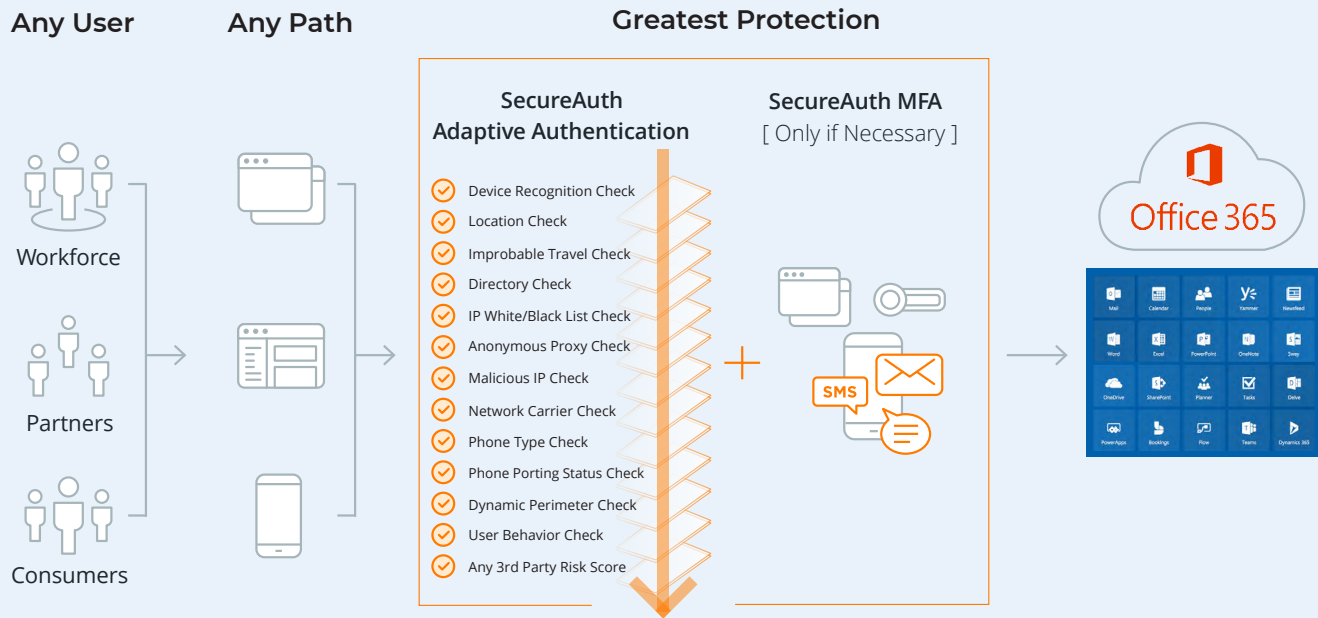 Any User
Any Path
Greatest Protection
Workforce
Partners
Consumers
SecureAuth
Adaptive Authentication
Device Recognition Check
Location Check
Improbable Travel Check
Directory Check
IP White/Black List Check
Anonymous Proxy Check
Malicious IP Check
Network Carrier Check
Phone Type Check
Phone Porting Status Check
Dynamic Perimeter Check
User Behavior Check
Any 3rd Party Risk Score
SecureAuth MFA
[ Only if Necessary ]
SMS
Office 365
Mail Calendar People Yammer Newsfeed
Word Excel PowerPoint OneNote Sway
OneDrive SharePoint Planner Tasks Delve
PowerApps Bookings Flow Teams Dynamics 365